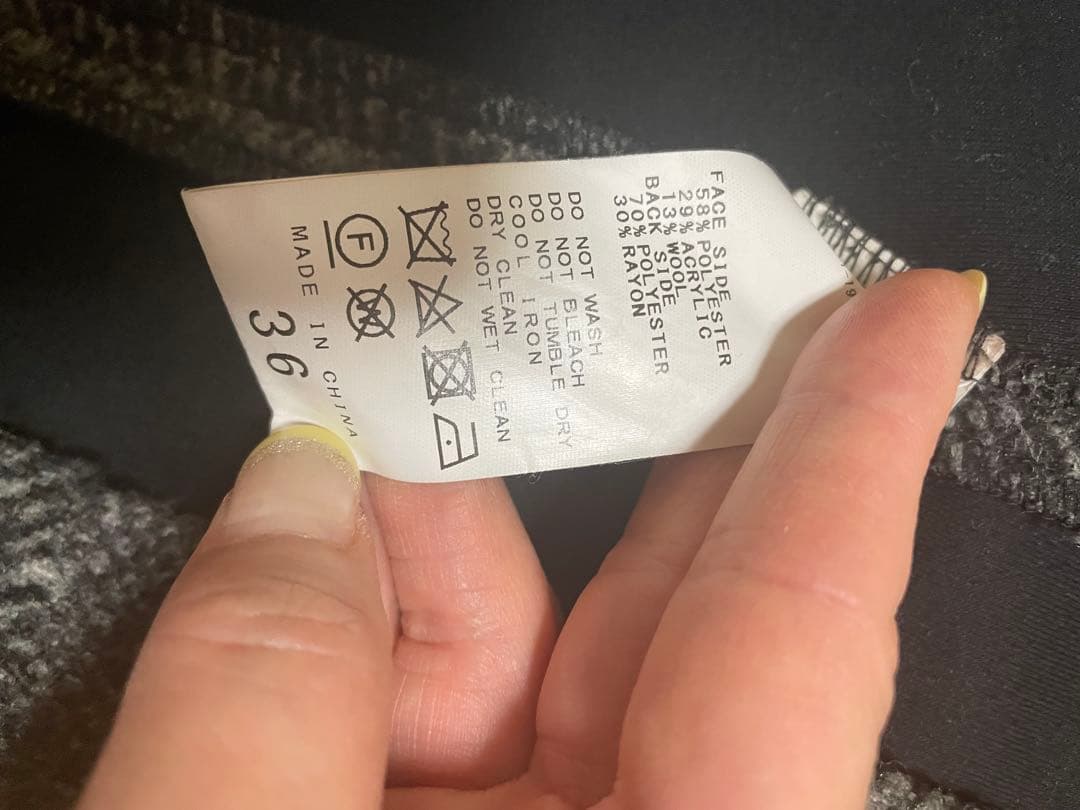 FACE SIDE
58% POLYESTER
29% ACRYLIC
13% WOOL
BACK SIDE
70% POLYESTER
30% RAYON
DO NOT WASH
DO NOT BLEACH
DO NOT TUMBLE DRY
COOL IRON
DRY CLEAN
DO NOT WET CLEAN
F
W
MADE IN CHINA
36
19